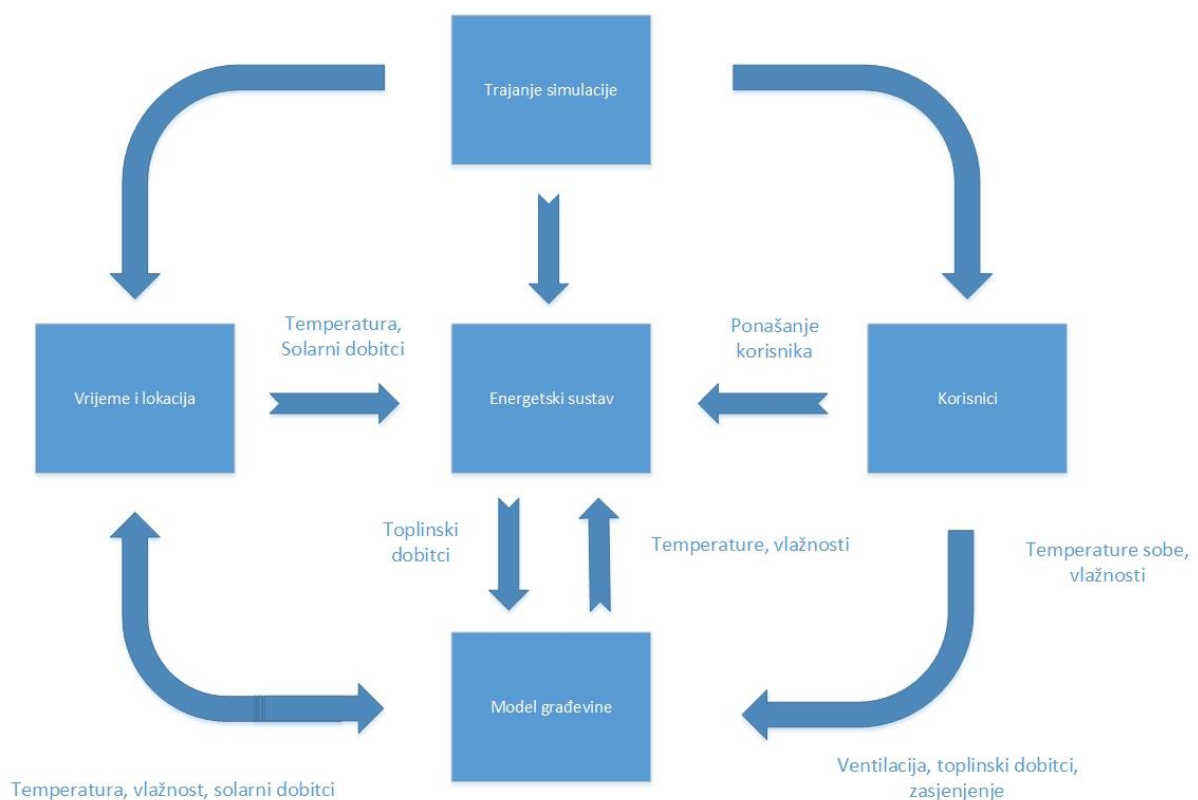 Trajanje simulacije
Temperatura,
Solarni dobitci
Ponašanje
korisnika
Vrijeme i lokacija
Energetski sustav
Korisnici
Toplinski
dobitci
Temperature, vlažnosti
Temperature sobe,
vlažnosti
Model građevine
Temperatura, vlažnost, solarni dobitci
Ventilacija, toplinski dobitci,
zasjenjenje